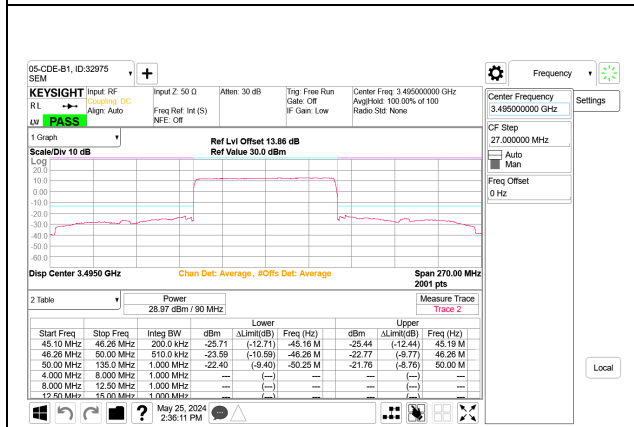 05-CDE-B1, ID:32975
SEM
Frequency
KEYSIGHT Input: RF Input Z: 50 Ω Atten: 30 dB Trig: Free Run Center Freq: 3.495000000 GHz
RL Coupling: DC Gate: Off Avg|Hold: 100.00% of 100
Align: Auto Freq Ref: Int (S) IF Gain: Low Radio Std: None
LXI PASS NFE: Off
Center Frequency
3.495000000 GHz
Settings
CF Step
27.000000 MHz
Auto
Man
Freq Offset
0 Hz
Local
1 Graph
Ref Lvl Offset 13.86 dB
Scale/Div 10 dB Ref Value 30.0 dBm
Log
20.0
10.0
0.00
-10.0
-20.0
-30.0
-40.0
-50.0
-60.0
Disp Center 3.4950 GHz Chan Det: Average, #Offs Det: Average Span 270.00 MHz
2001 pts
2 Table Power Measure Trace
28.97 dBm / 90 MHz Trace 2
Lower Upper
Start Freq Stop Freq Integ BW dBm ΔLimit(dB) Freq (Hz) dBm ΔLimit(dB) Freq (Hz)
45.10 MHz 46.26 MHz 200.0 kHz -25.71 (-12.71) -45.16 M -25.44 (-12.44) 45.19 M
46.26 MHz 50.00 MHz 510.0 kHz -23.59 (-10.59) -46.26 M -22.77 (-9.77) 46.26 M
50.00 MHz 135.0 MHz 1.000 MHz -22.40 (-9.40) -50.25 M -21.76 (-8.76) 50.00 M
4.000 MHz 8.000 MHz 1.000 MHz --- (---) --- --- (---) ---
8.000 MHz 12.50 MHz 1.000 MHz --- (---) --- --- (---) ---
12.50 MHz 15.00 MHz 1.000 MHz --- (---) --- --- (---) ---
? May 25, 2024
2:36:11 PM